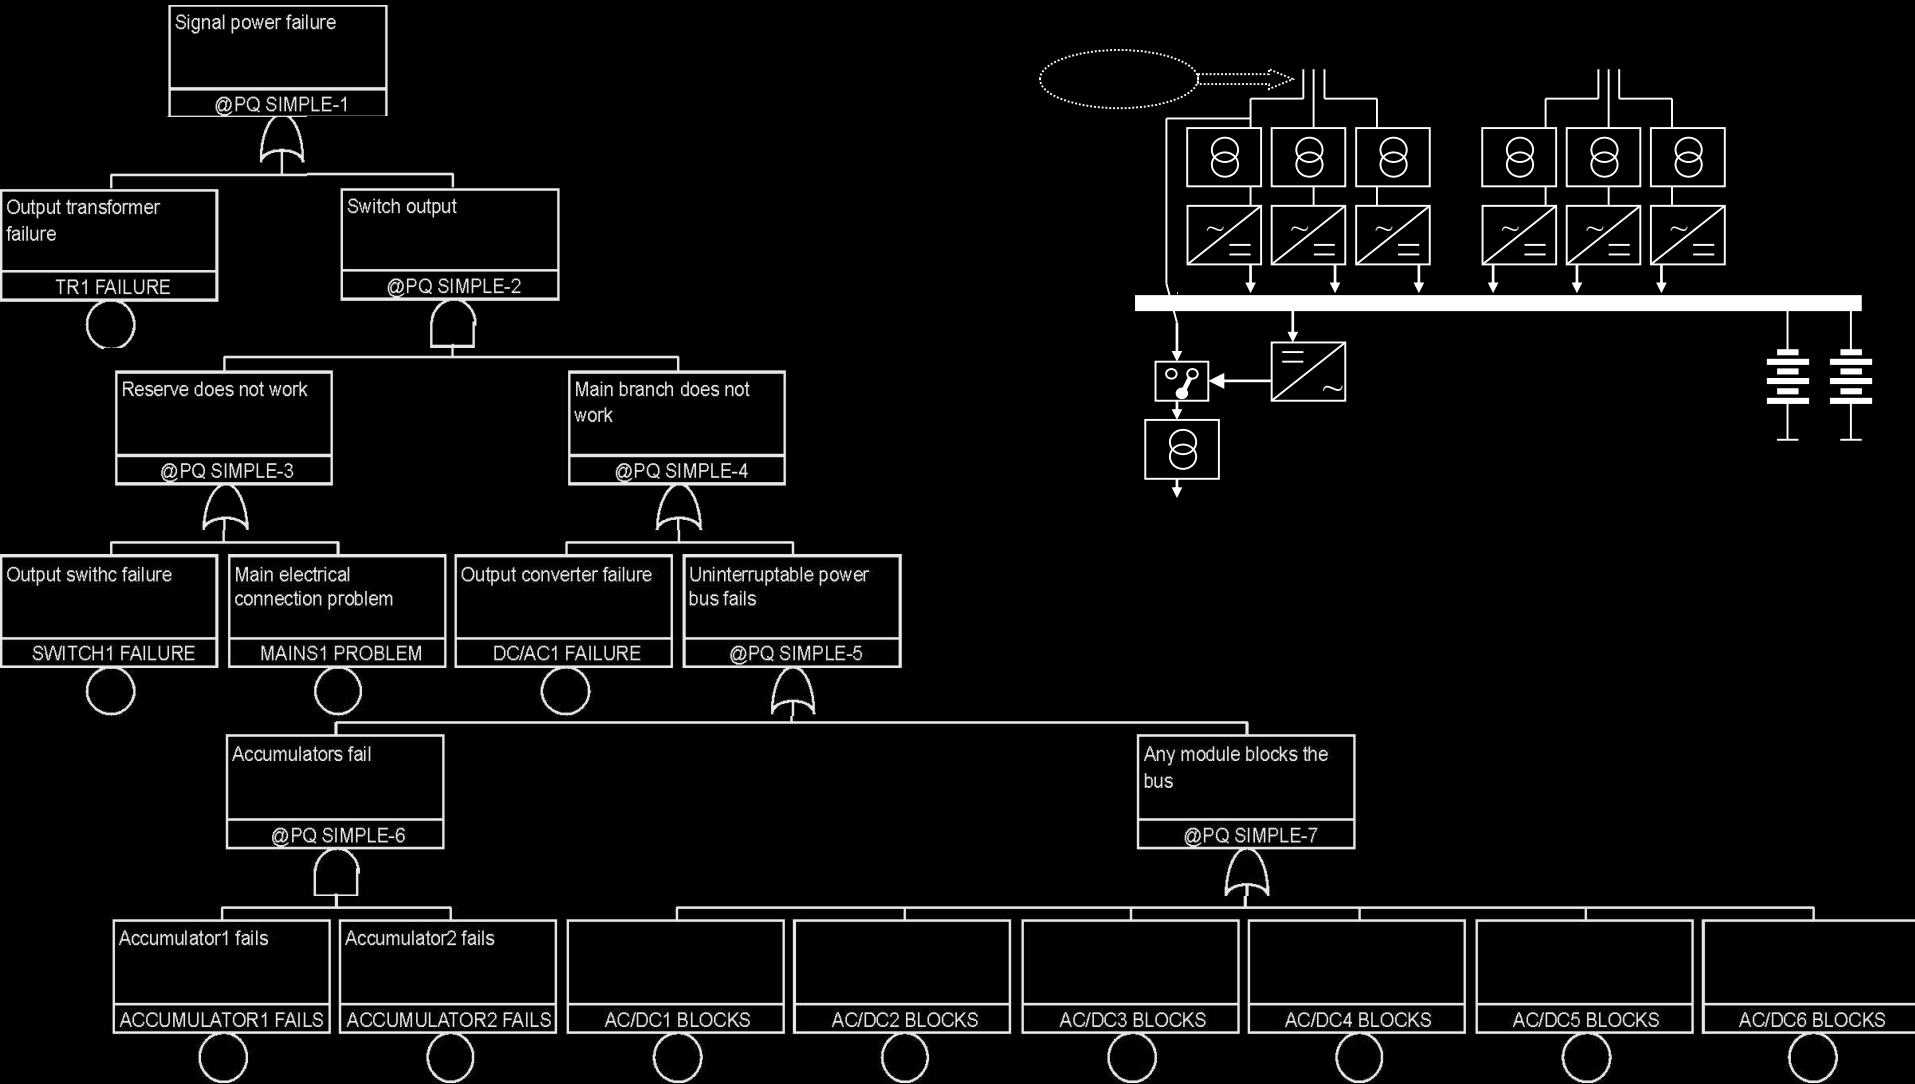 Signal power failure
@PQ SIMPLE-1
Output transformer
failure
TR1 FAILURE
Switch output
@PQ SIMPLE-2
Reserve does not work
@PQ SIMPLE-3
Main branch does not
work
@PQ SIMPLE-4
Output swithc failure
SWITCH1 FAILURE
Main electrical
connection problem
MAINS1 PROBLEM
Output converter failure
DC/AC1 FAILURE
Uninterruptable power
bus fails
@PQ SIMPLE-5
Accumulators fail
@PQ SIMPLE-6
Any module blocks the
bus
@PQ SIMPLE-7
Accumulator1 fails
ACCUMULATOR1 FAILS
Accumulator2 fails
ACCUMULATOR2 FAILS
AC/DC1 BLOCKS
AC/DC2 BLOCKS
AC/DC3 BLOCKS
AC/DC4 BLOCKS
AC/DC5 BLOCKS
AC/DC6 BLOCKS